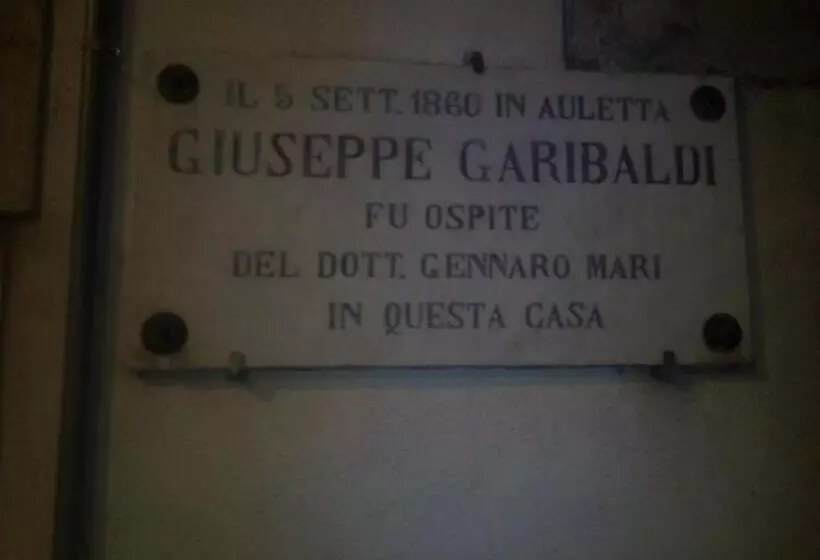 IL 5 SETT. 1860 IN AULETTA
GIUSEPPE GARIBALDI
FU OSPITE
DEL DOTT. GENNARO MARI
IN QUESTA CASA